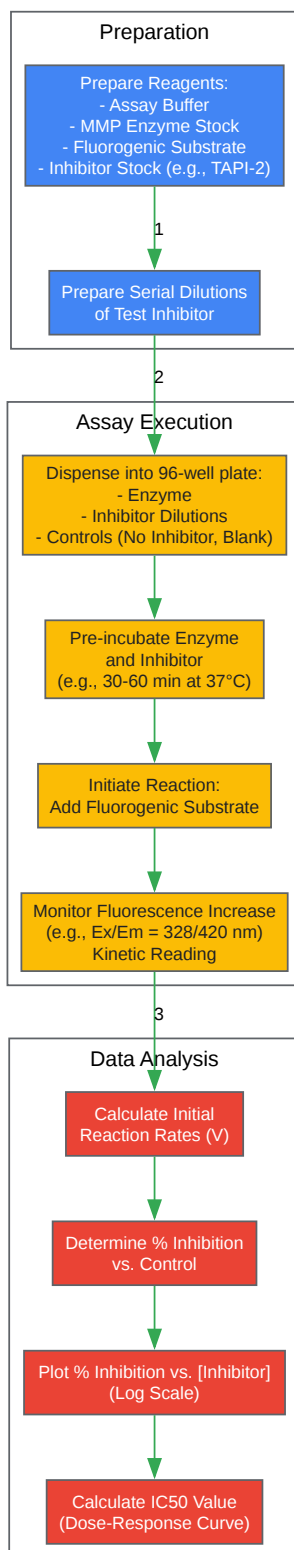 Preparation
Prepare Reagents:
- Assay Buffer
- MMP Enzyme Stock
- Fluorogenic Substrate
- Inhibitor Stock (e.g., TAPI-2)
1
Prepare Serial Dilutions
of Test Inhibitor
2
Assay Execution
Dispense into 96-well plate:
- Enzyme
- Inhibitor Dilutions
- Controls (No Inhibitor, Blank)
Pre-incubate Enzyme
and Inhibitor
(e.g., 30-60 min at 37°C)
Initiate Reaction:
Add Fluorogenic Substrate
Monitor Fluorescence Increase
(e.g., Ex/Em = 328/420 nm)
Kinetic Reading
3
Data Analysis
Calculate Initial
Reaction Rates (V)
Determine % Inhibition
vs. Control
Plot % Inhibition vs. [Inhibitor]
(Log Scale)
Calculate IC50 Value
(Dose-Response Curve)